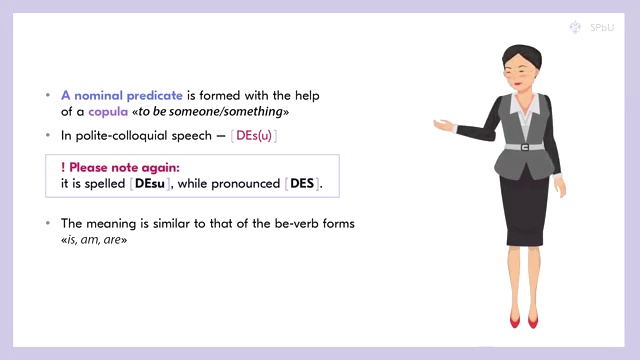 SPbU
• A nominal predicate is formed with the help
of a copula «to be someone/something»
• In polite-colloquial speech – [DEs(u)]
! Please note again:
it is spelled [DEsu], while pronounced [DES].
• The meaning is similar to that of the be-verb forms
«is, am, are»